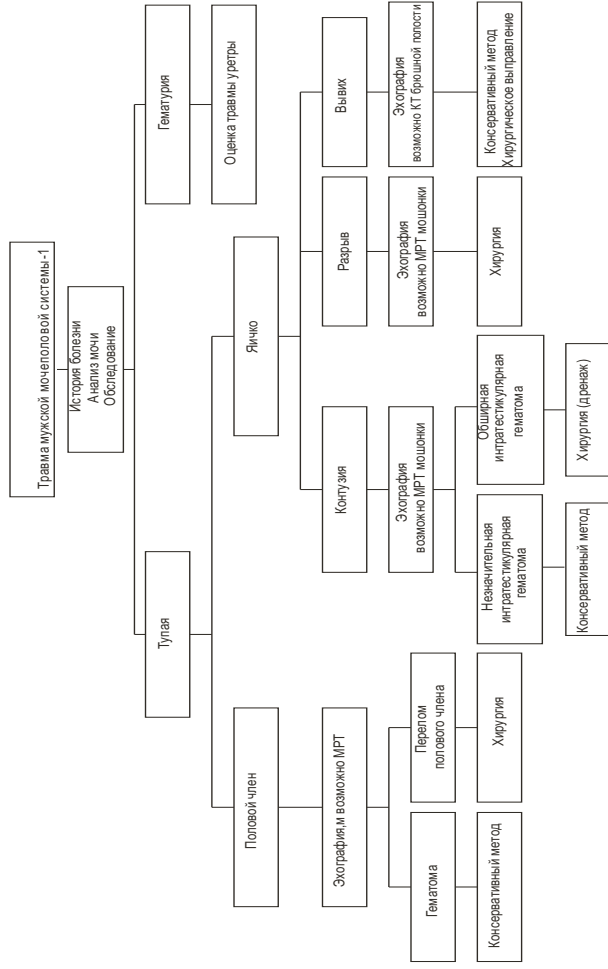 Травма мужской мочеполовой системы-1
История болезни
Анализ мочи
Обследование
Тупая
Гематурия
Оценка травмы уретры
Половой член
Яичко
Эхография,м возможно МРТ
Контузия
Разрыв
Вывих
Эхография
возможно МРТ мошонки
Эхография
возможно МРТ мошонки
Эхография
возможно КТ брюшной полости
Гематома
Перелом
полового члена
Незначительная
интратестикулярная
гематома
Обширная
интратестикулярная
гематома
Хирургия
Консервативный метод
Хирургическое выправление
Консервативный метод
Хирургия
Консервативный метод
Хирургия (дренаж)